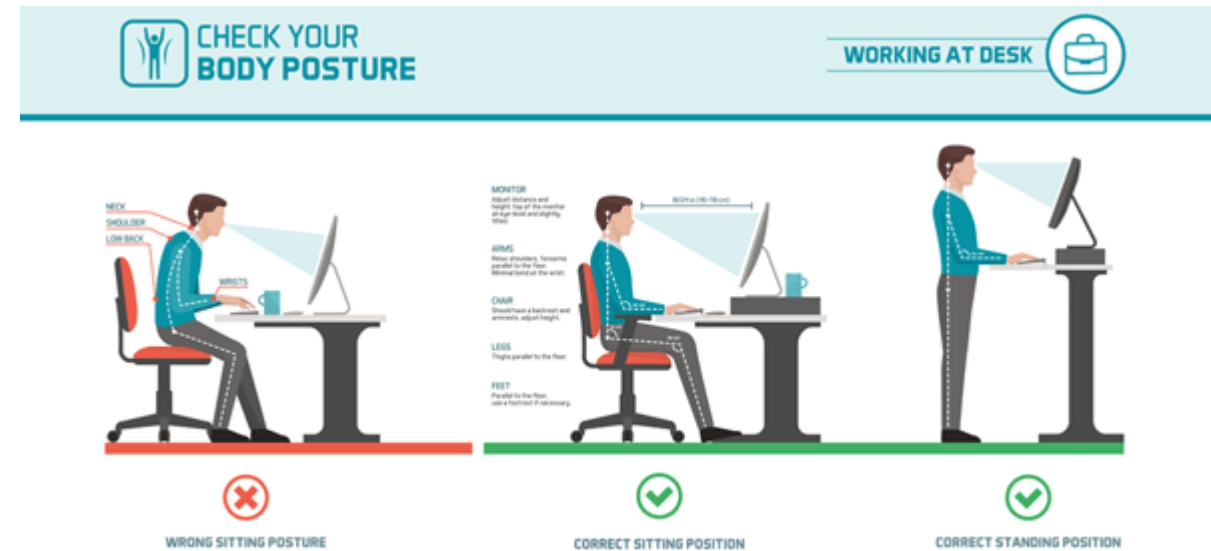 CHECK YOUR
BODY POSTURE
WORKING AT DESK
NECK
SHOULDER
LOW BACK
WRISTS
MONITOR
Adjust distance and
height: top of the monitor
at eye level and slightly
tilted.
ARMS
Relax shoulders, forearms
parallel to the floor.
Minimal bend at the wrist.
CHAIR
Should have a backrest and
armrests, adjust height.
LEGS
Thighs parallel to the floor.
FEET
Parallel to the floor,
use a footrest if necessary.
WRONG SITTING POSTURE
CORRECT SITTING POSITION
CORRECT STANDING POSITION